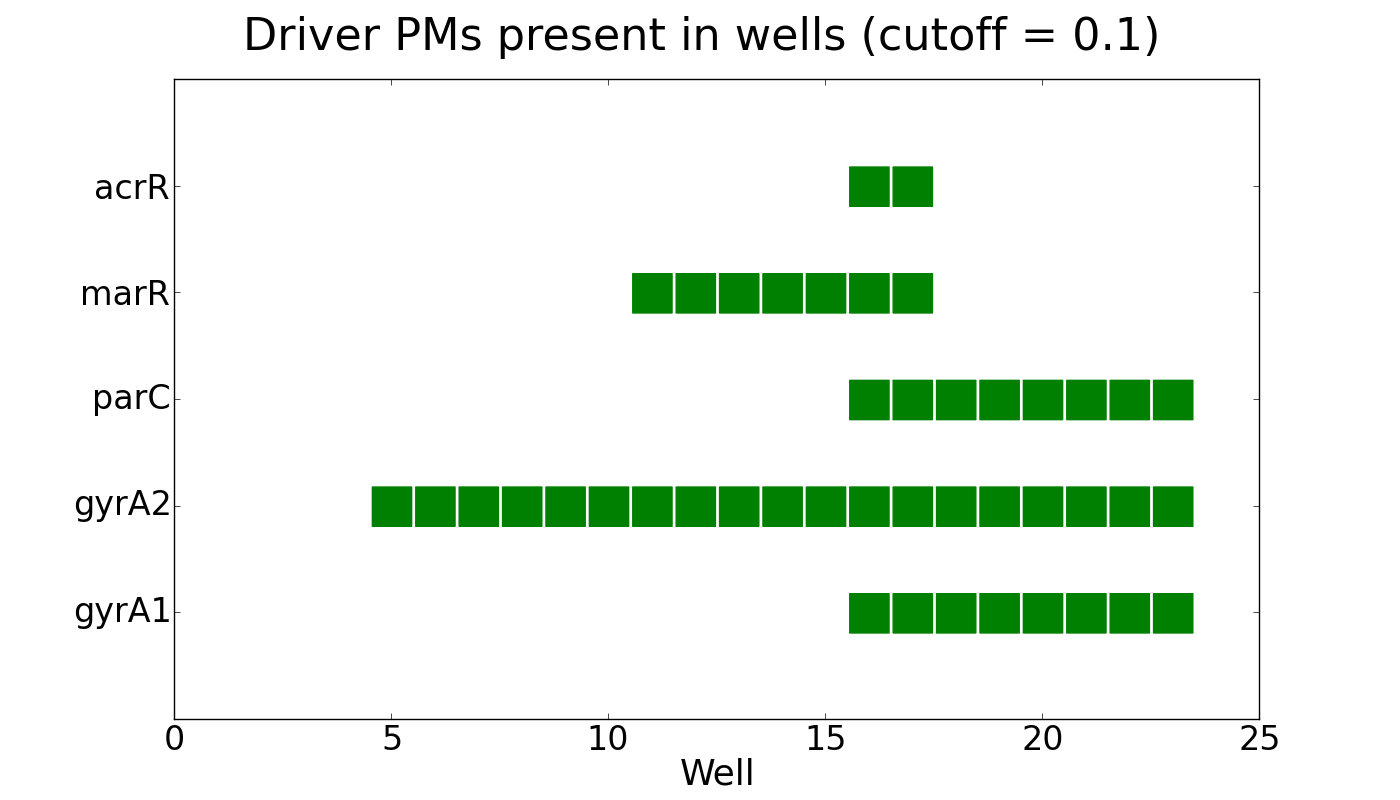 Driver PMs present in wells (cutoff = 0.1)
acrR
marR
parC
gyrA2
gyrA1
0 5 10 15 20 25
Well